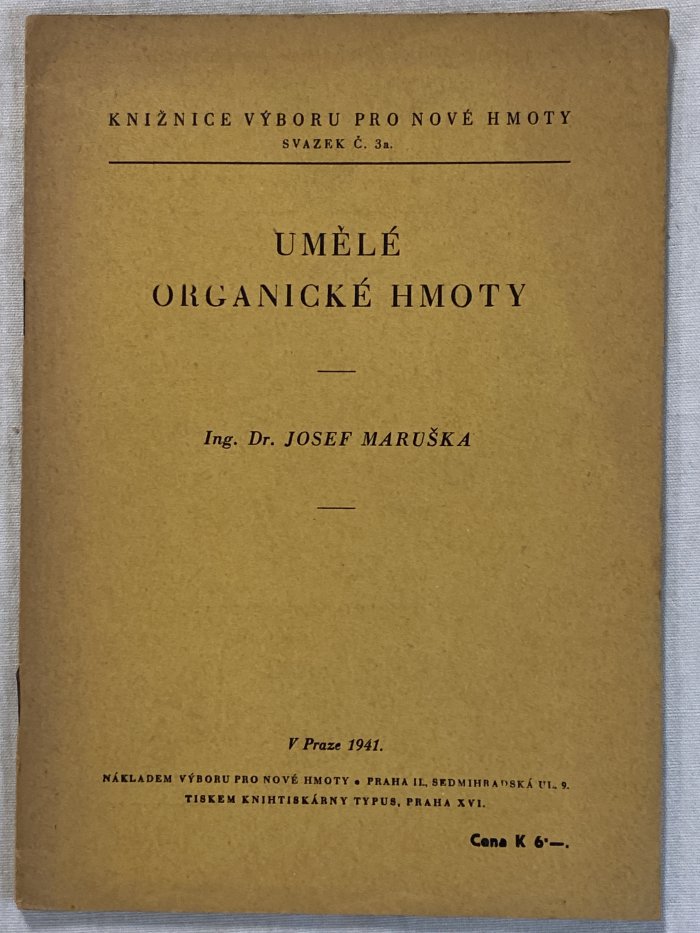 KNIŽNICE VÝBORU PRO NOVÉ HMOTY
SVAZEK Č. 3a.
UMĚLÉ
ORGANICKÉ HMOTY
Ing. Dr. JOSEF MARUŠKA
V Praze 1941.
NÁKLADEM VÝBORU PRO NOVÉ HMOTY • PRAHA II., SEDMIHRADSKÁ UL. 9.
TISKEM KNIHTISKÁRNY TYPUS, PRAHA XVI.
Cena K 6·—.